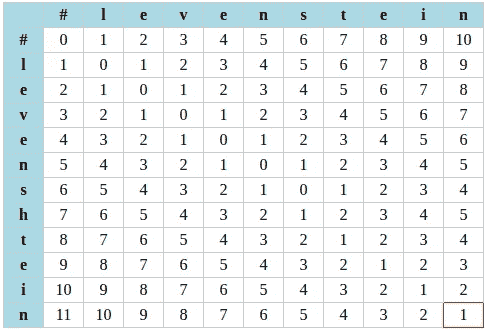 # l e v e n s t e i n
# 0 1 2 3 4 5 6 7 8 9 10
l 1 0 1 2 3 4 5 6 7 8 9
e 2 1 0 1 2 3 4 5 6 7 8
v 3 2 1 0 1 2 3 4 5 6 7
e 4 3 2 1 0 1 2 3 4 5 6
n 5 4 3 2 1 0 1 2 3 4 5
s 6 5 4 3 2 1 0 1 2 3 4
h 7 6 5 4 3 2 1 2 3 4 5
t 8 7 6 5 4 3 2 1 2 3 4
e 9 8 7 6 5 4 3 2 1 2 3
i 10 9 8 7 6 5 4 3 2 1 2
n 11 10 9 8 7 6 5 4 3 2 1